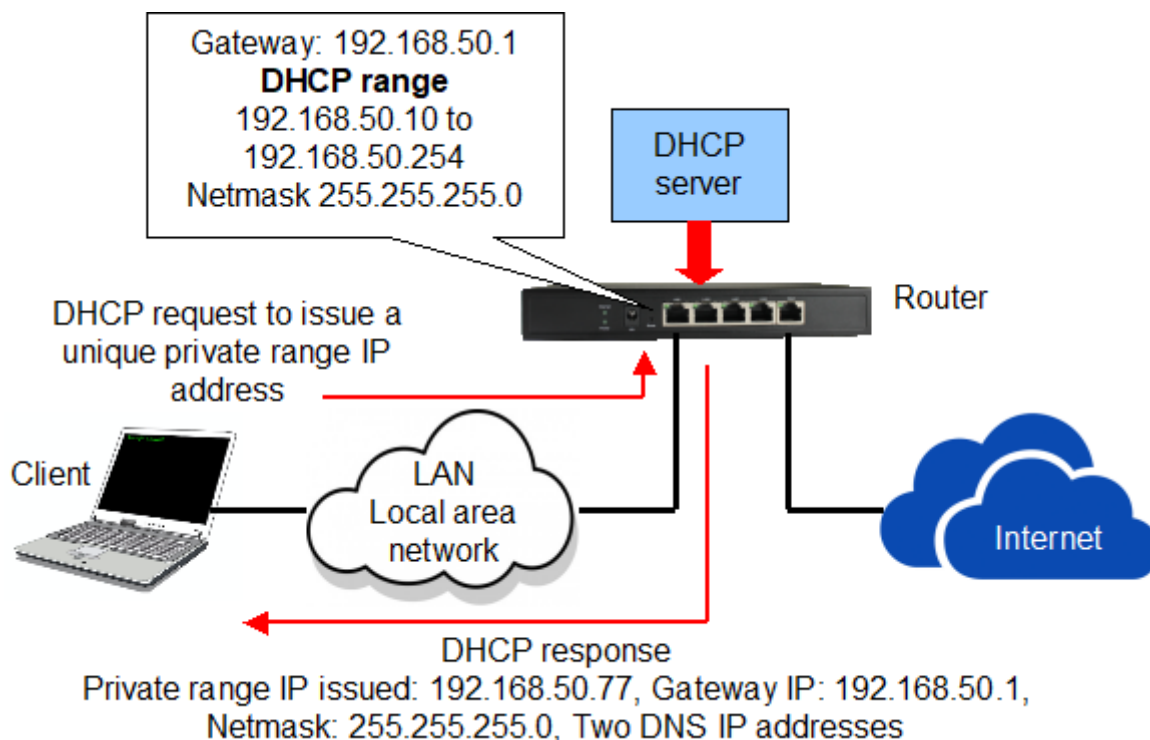 Gateway: 192.168.50.1
DHCP range
192.168.50.10 to
192.168.50.254
Netmask 255.255.255.0
DHCP
server
Router
DHCP request to issue a
unique private range IP
address
Client
LAN
Local area
network
Internet
DHCP response
Private range IP issued: 192.168.50.77, Gateway IP: 192.168.50.1,
Netmask: 255.255.255.0, Two DNS IP addresses